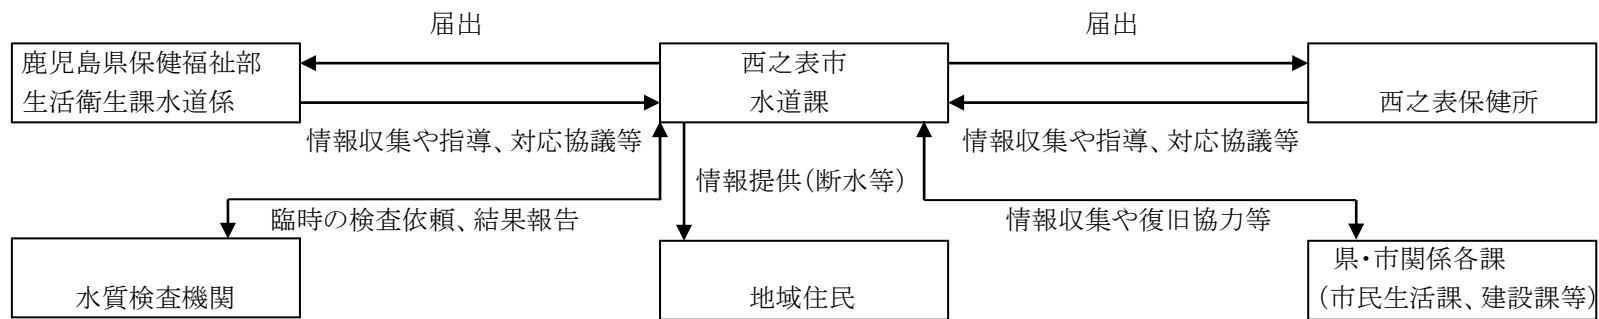 届出
届出
鹿児島県保健福祉部
生活衛生課水道係
西之表市
水道課
西之表保健所
情報収集や指導、対応協議等
情報収集や指導、対応協議等
情報提供(断水等)
臨時の検査依頼、結果報告
情報収集や復旧協力等
水質検査機関
地域住民
県・市関係各課
(市民生活課、建設課等)